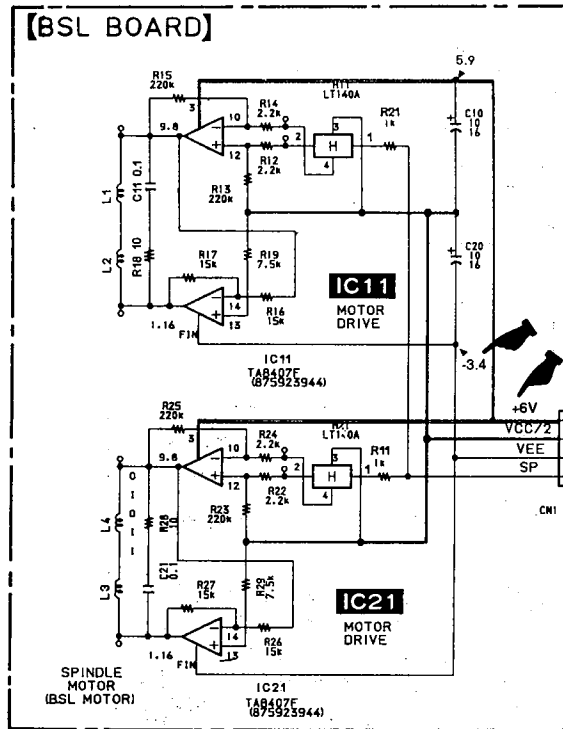 [BSL BOARD]
5.9
R15
220k
3
R14
2.2k
H11
LT140A
R21
1k
C10
10
16
9.8
10
12
R12
2.2k
2
3
H
4
1
R13
220k
C11 0.1
L1
L2
R18 10
R17
15k
R19
7.5k
C20
10
16
IC11
MOTOR
DRIVE
14
13
R16
15k
1.16
FIN
-3.4
IC11
TA8407F
(875923944)
+6V
VCC/2
VEE
SP
CN1
R25
220k
3
H21
LT140A
R24
2.2k
R11
1k
9.8
10
12
R22
2.2k
2
3
H
4
1
R23
220k
L4
L3
R28
10
C21
0.1
R27
15k
R29
7.5k
IC21
MOTOR
DRIVE
14
13
R26
15k
1.16
FIN
SPINDLE
MOTOR
(BSL MOTOR)
IC21
TA8407F
(875923944)